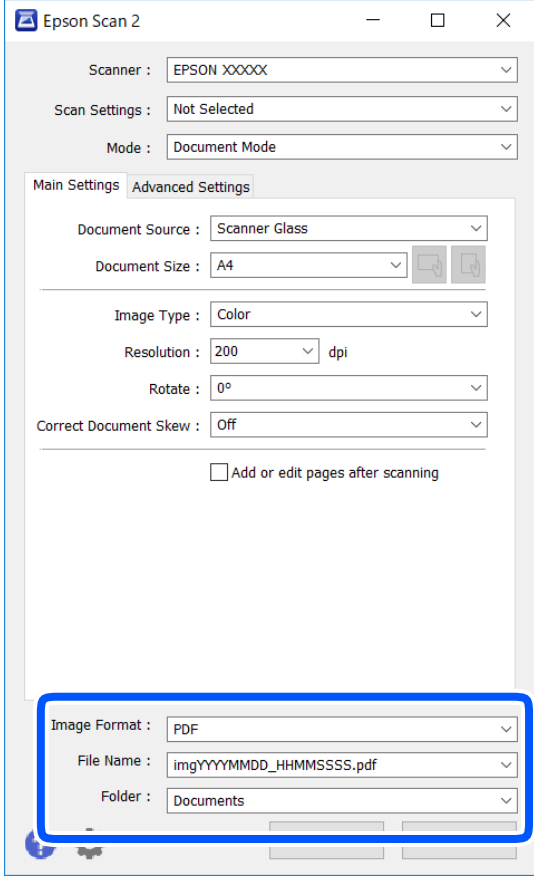 Epson Scan 2
Scanner : EPSON XXXXX
Scan Settings : Not Selected
Mode : Document Mode
Main Settings Advanced Settings
Document Source : Scanner Glass
Document Size : A4
Image Type : Color
Resolution : 200 dpi
Rotate : 0°
Correct Document Skew : Off
Add or edit pages after scanning
Image Format : PDF
File Name : imgYYYYMMDD_HHMMSSSS.pdf
Folder : Documents